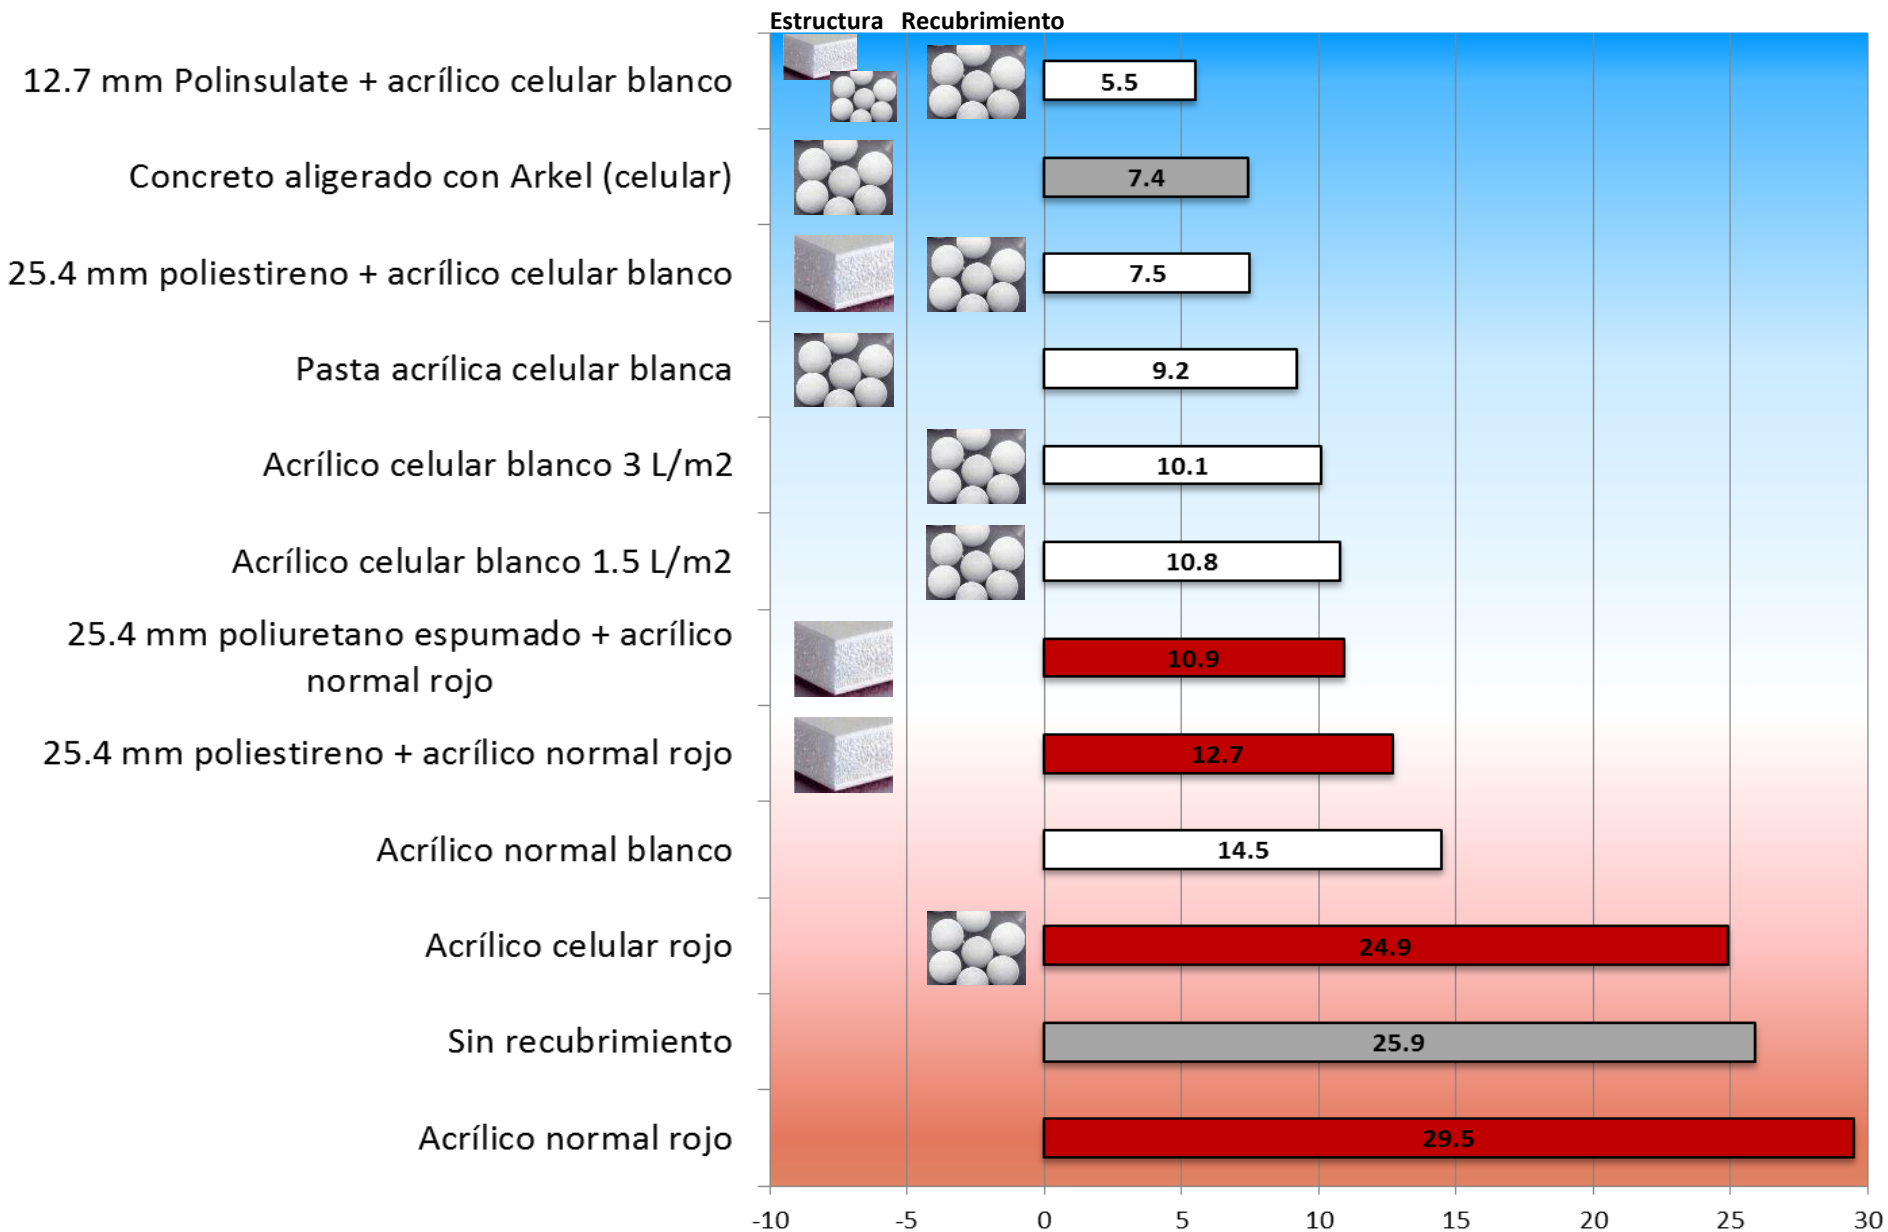 Estructura Recubrimiento
12.7 mm Polinsulate + acrílico celular blanco
5.5
Concreto aligerado con Arkel (celular)
7.4
25.4 mm poliestireno + acrílico celular blanco
7.5
Pasta acrílica celular blanca
9.2
Acrílico celular blanco 3 L/m2
10.1
Acrílico celular blanco 1.5 L/m2
10.8
25.4 mm poliuretano espumado + acrílico
normal rojo
10.9
25.4 mm poliestireno + acrílico normal rojo
12.7
Acrílico normal blanco
14.5
Acrílico celular rojo
24.9
Sin recubrimiento
25.9
Acrílico normal rojo
29.5
-10 -5 0 5 10 15 20 25 30